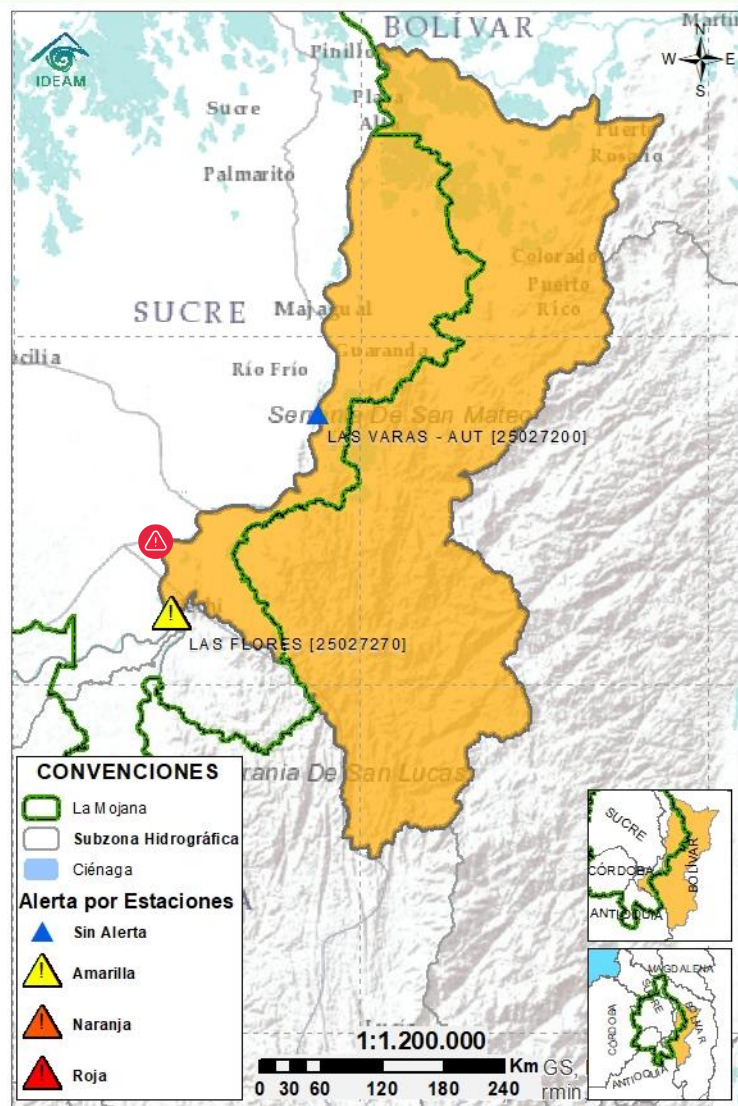 IDEAM
BOLÍVAR
N
W
E
S
Sucre
Palmarito
SUCRE
Majagual
Puerto
Rosario
Colorado
Puerto
Rico
Guaranda
Río Frío
Serranía De San Mateo
LAS VARAS - AUT [25027200]
LAS FLORES [25027270]
De San Lucas
CONVENCIONES
La Mojana
Subzona Hidrográfica
Ciénaga
Alerta por Estaciones
Sin Alerta
Amarilla
Naranja
Roja
1:1.200.000
Km
0 30 60 120 180 240
GS,
SUCRE
CÓRDOBA
BOLÍVAR
ANTIOQUIA
MAGDALENA
SUCRE
BOLÍVAR
CÓRDOBA
ANTIOQUIA